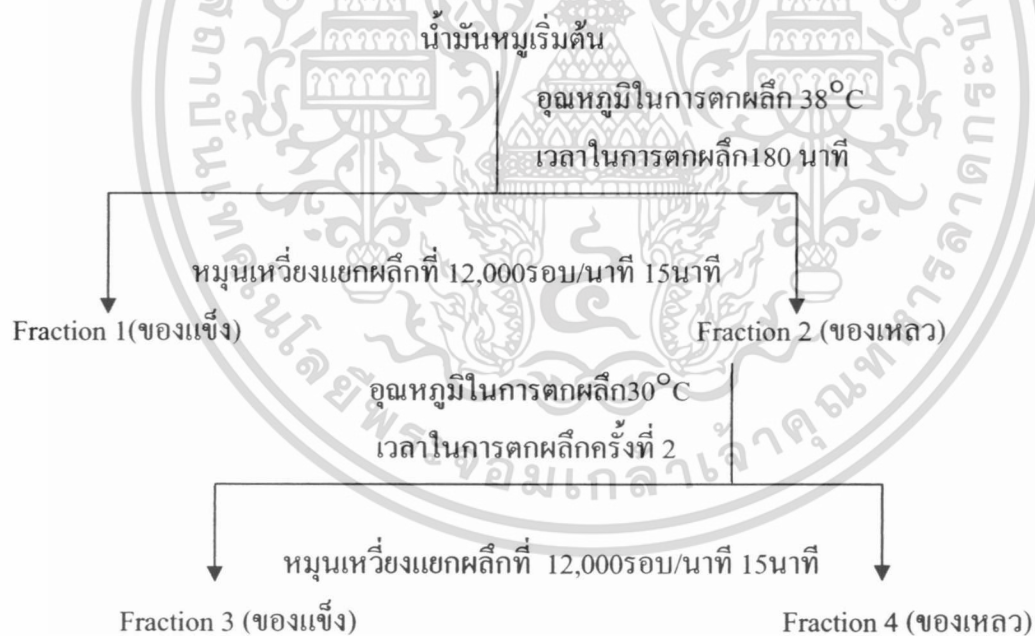 น้ำมันหมูเริ่มต้น
อุณหภูมิในการตกผลึก 38°C
เวลาในการตกผลึก180 นาที
หมุนเหวี่ยงแยกผลึกที่ 12,000รอบ/นาที 15นาที
Fraction 1(ของแข็ง)
Fraction 2 (ของเหลว)
อุณหภูมิในการตกผลึก30°C
เวลาในการตกผลึกครั้งที่ 2
หมุนเหวี่ยงแยกผลึกที่ 12,000รอบ/นาที 15นาที
Fraction 3 (ของแข็ง)
Fraction 4 (ของเหลว)